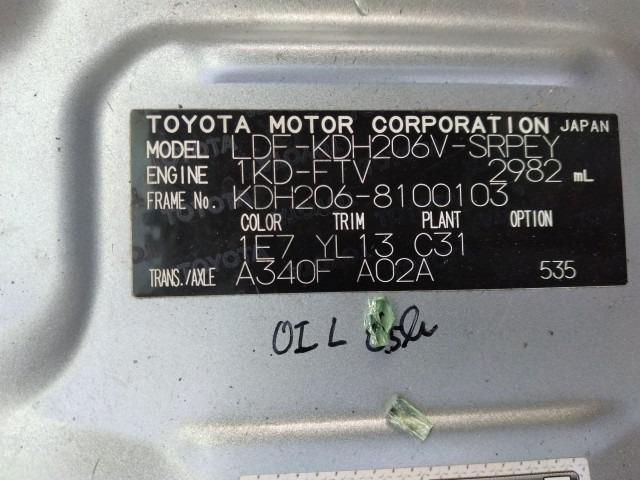 TOYOTA MOTOR CORPORATION JAPAN
MODEL LDF-KDH206V-SRPEY
ENGINE 1KD-FTV 2982 mL
FRAME No. KDH206-8100103
COLOR TRIM PLANT OPTION
1E7 YL13 C31
TRANS./AXLE A340F A02A 535
OIL